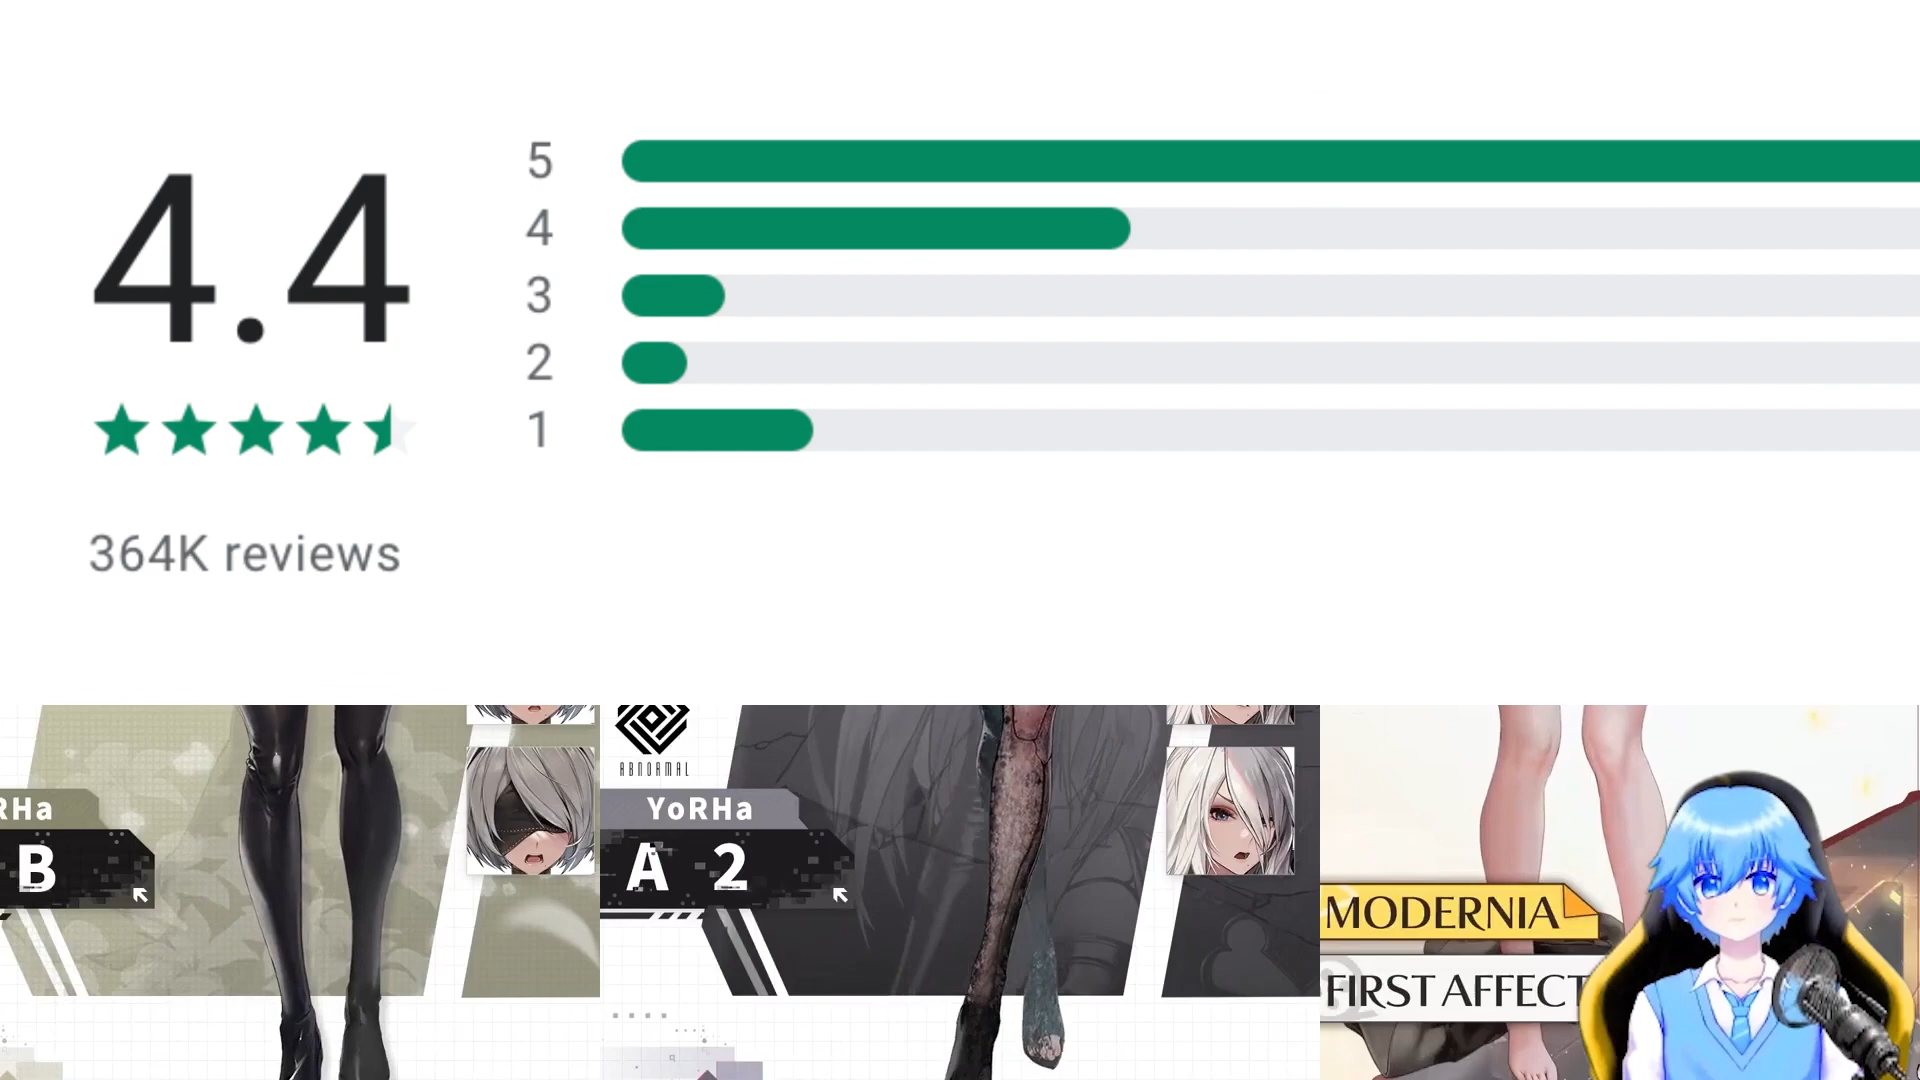 4.4
5
4
3
2
1
364K reviews
RHa
B
ABNORMAL
YoRHa
A 2
MODERNIA
FIRST AFFECT